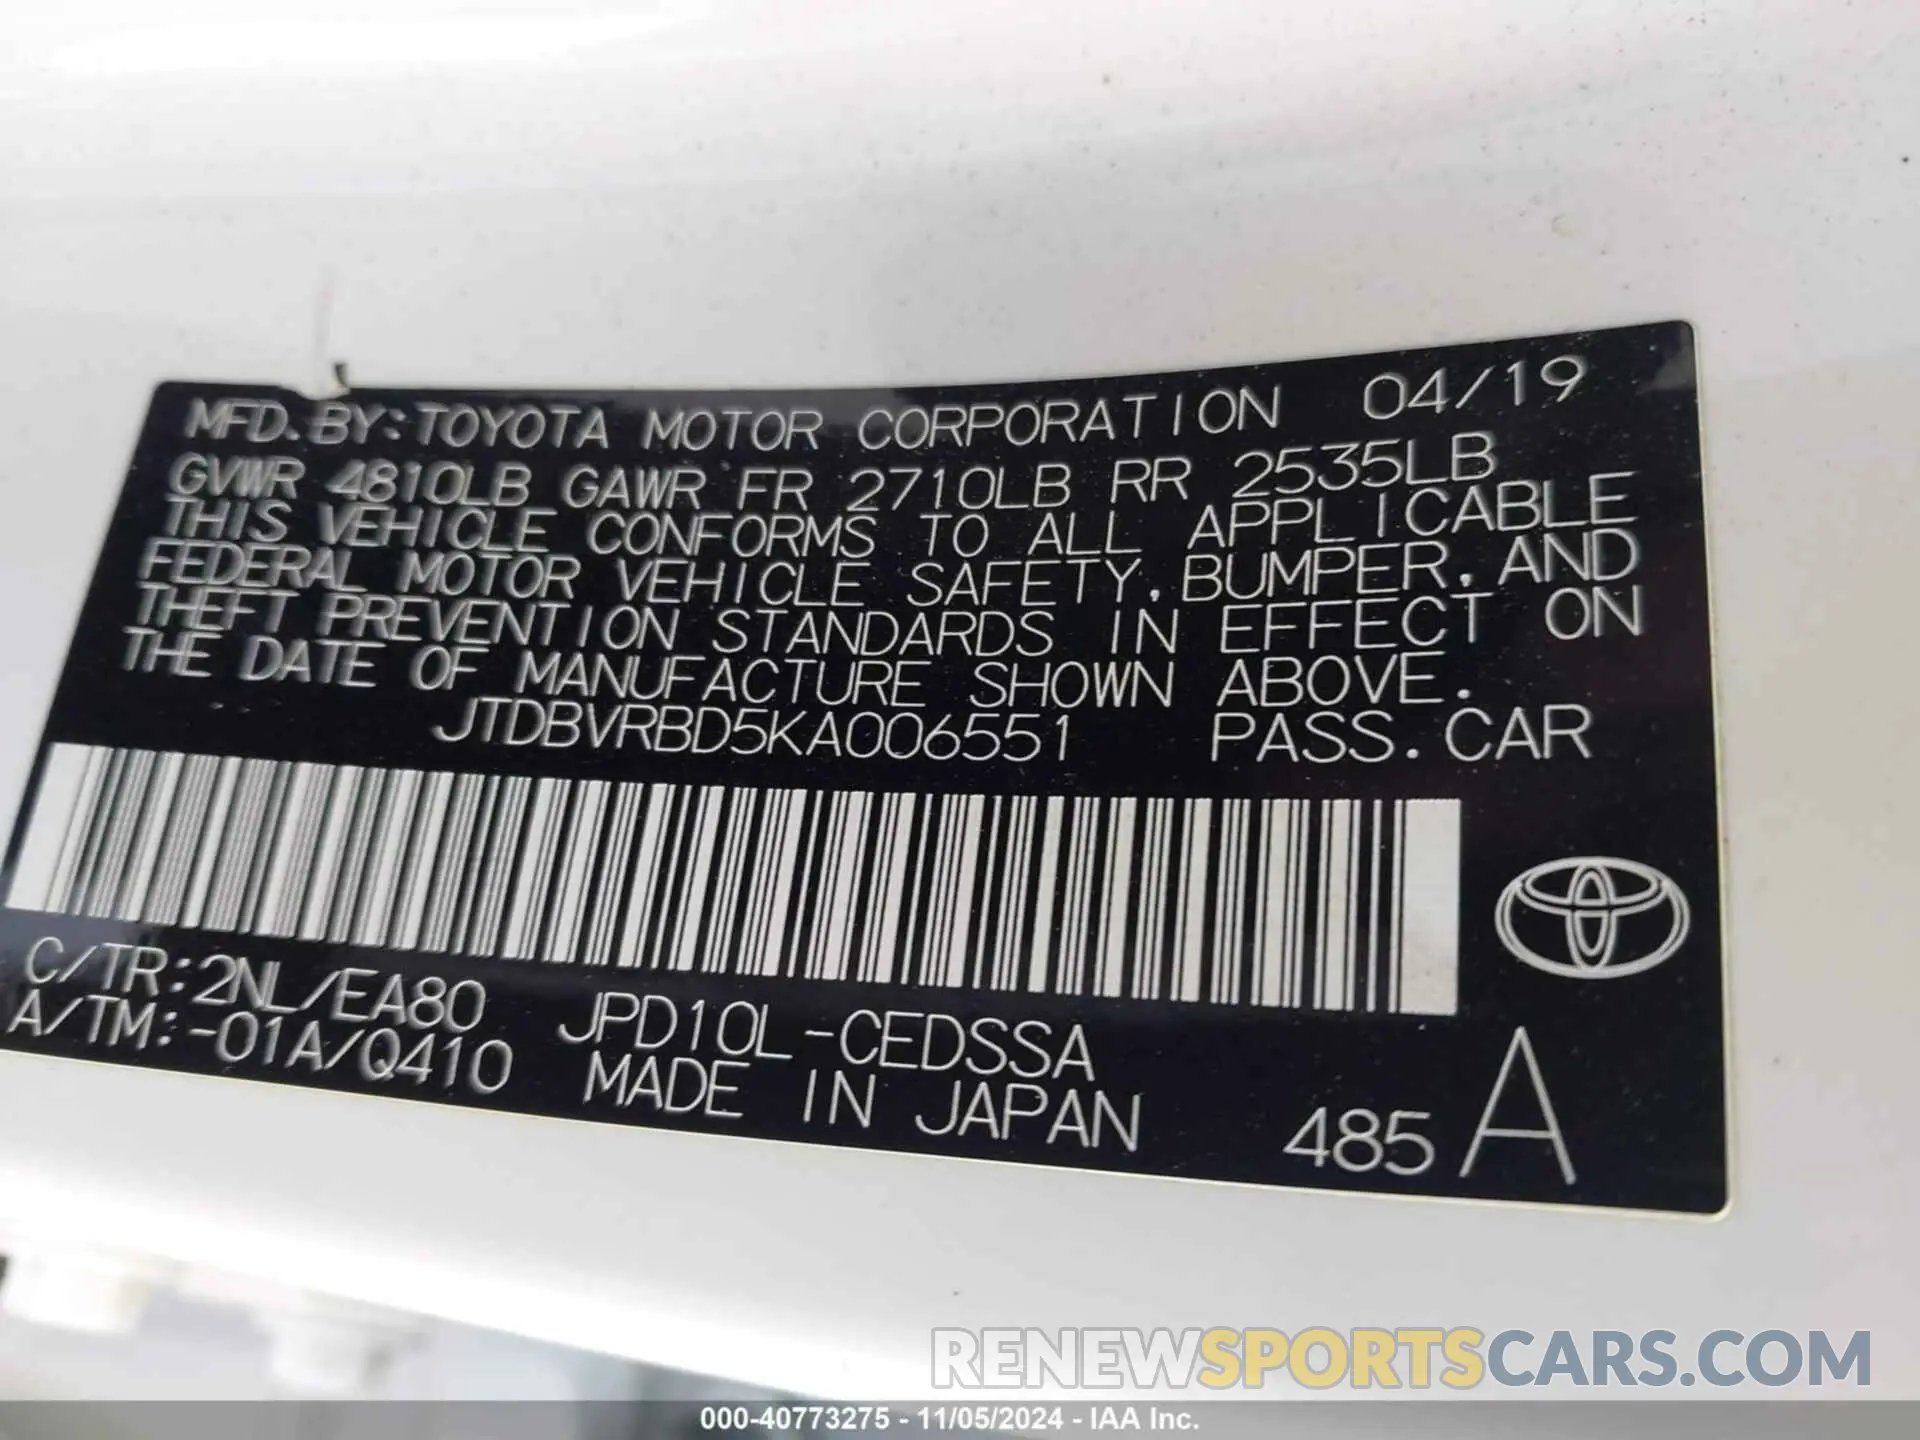 MFD. BY: TOYOTA MOTOR CORPORATION 04/19
GVWR 4810LB GAWR FR 2710LB RR 2535LB
THIS VEHICLE CONFORMS TO ALL APPLICABLE
FEDERAL MOTOR VEHICLE SAFETY, BUMPER, AND
THEFT PREVENTION STANDARDS IN EFFECT ON
THE DATE OF MANUFACTURE SHOWN ABOVE.
JTDBVRBD5KA006551 PASS. CAR
C/TR:2NL/EA80 JPD10L-CEDSSA
A/TM:-01A/Q410 MADE IN JAPAN 485 A
RENEWSPORTSCARS.COM
000-40773275 - 11/05/2024 - IAA Inc.